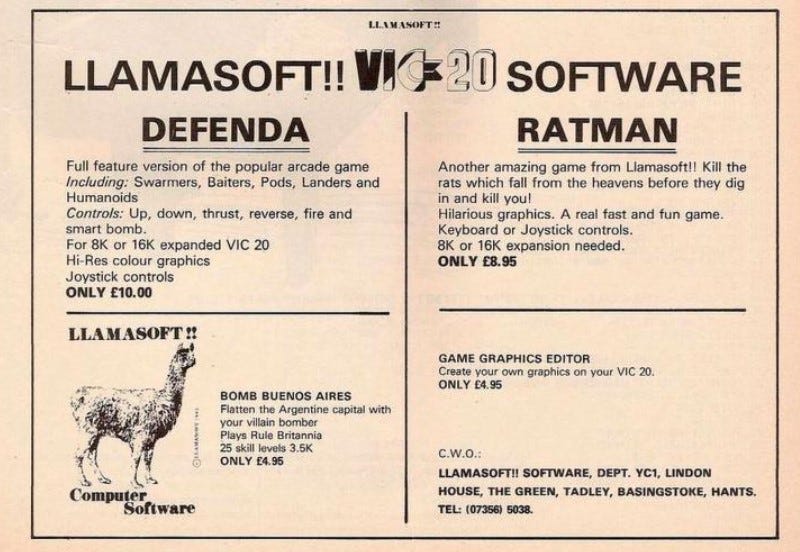 LLAMASOFT!!
LLAMASOFT!! VIC-20 SOFTWARE
DEFENDA
Full feature version of the popular arcade game
Including: Swarmers, Baiters, Pods, Landers and
Humanoids
Controls: Up, down, thrust, reverse, fire and
smart bomb.
For 8K or 16K expanded VIC 20
Hi-Res colour graphics
Joystick controls
ONLY £10.00
LLAMASOFT!!
Computer
Software
BOMB BUENOS AIRES
Flatten the Argentine capital with
your villain bomber
Plays Rule Britannia
25 skill levels 3.5K
ONLY £4.95
RATMAN
Another amazing game from Llamasoft!! Kill the
rats which fall from the heavens before they dig
in and kill you!
Hilarious graphics. A real fast and fun game.
Keyboard or Joystick controls.
8K or 16K expansion needed.
ONLY £8.95
GAME GRAPHICS EDITOR
Create your own graphics on your VIC 20.
ONLY £4.95
C.W.O.:
LLAMASOFT!! SOFTWARE, DEPT. YC1, LINDON
HOUSE, THE GREEN, TADLEY, BASINGSTOKE, HANTS.
TEL: (07356) 5038.